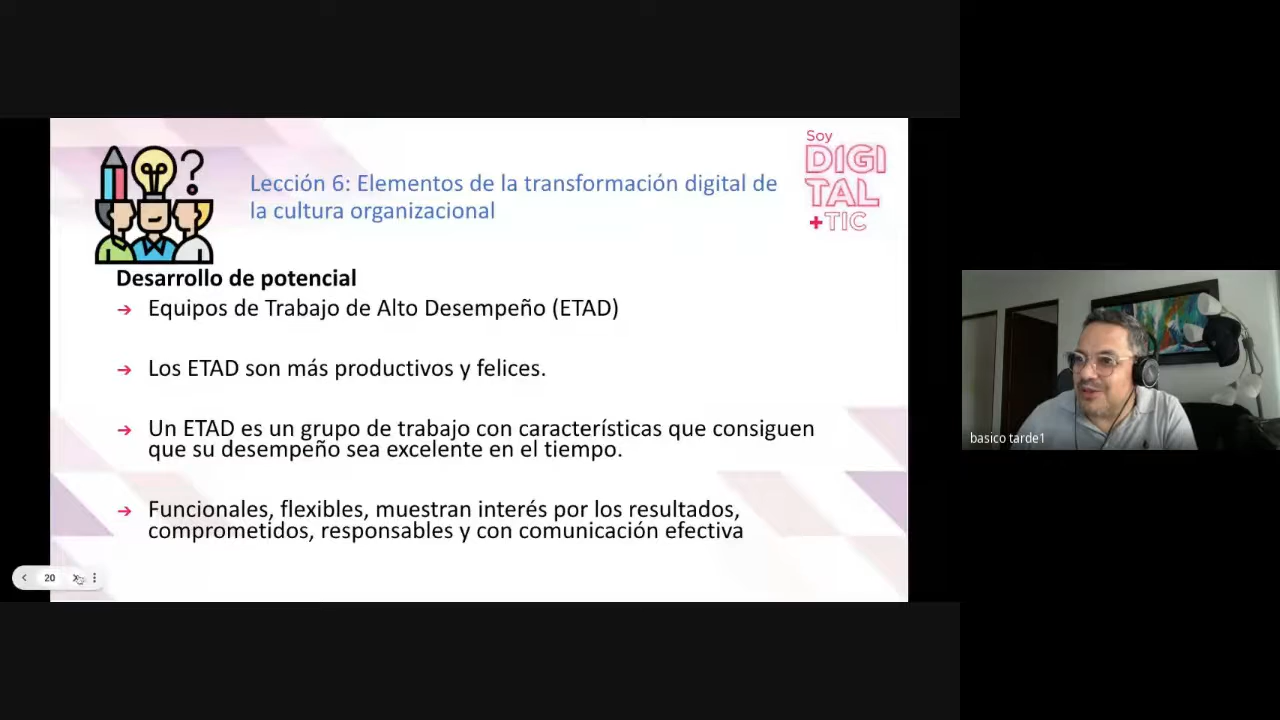 Soy
DIGI
TAL
+TIC
Lección 6: Elementos de la transformación digital de
la cultura organizacional
Desarrollo de potencial
→ Equipos de Trabajo de Alto Desempeño (ETAD)
→ Los ETAD son más productivos y felices.
→ Un ETAD es un grupo de trabajo con características que consiguen
que su desempeño sea excelente en el tiempo.
→ Funcionales, flexibles, muestran interés por los resultados,
comprometidos, responsables y con comunicación efectiva
20
basico tarde1